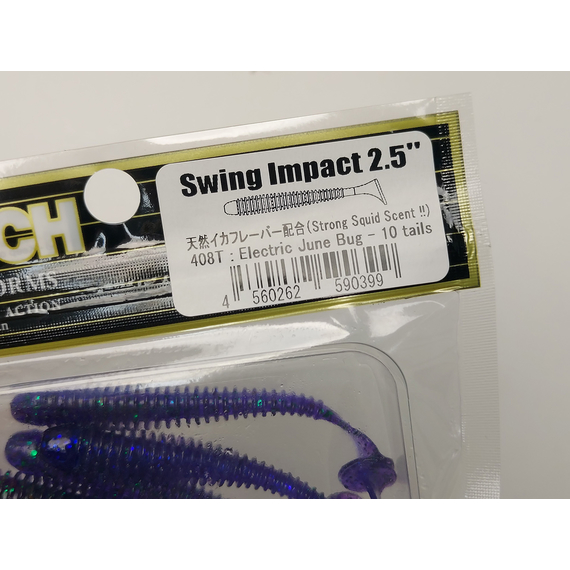 Swing Impact 2.5"
天然イカフレーバー配合(Strong Squid Scent !!)
408T : Electric June Bug - 10 tails
4 560262 590399
CH
ORMS
ACTION